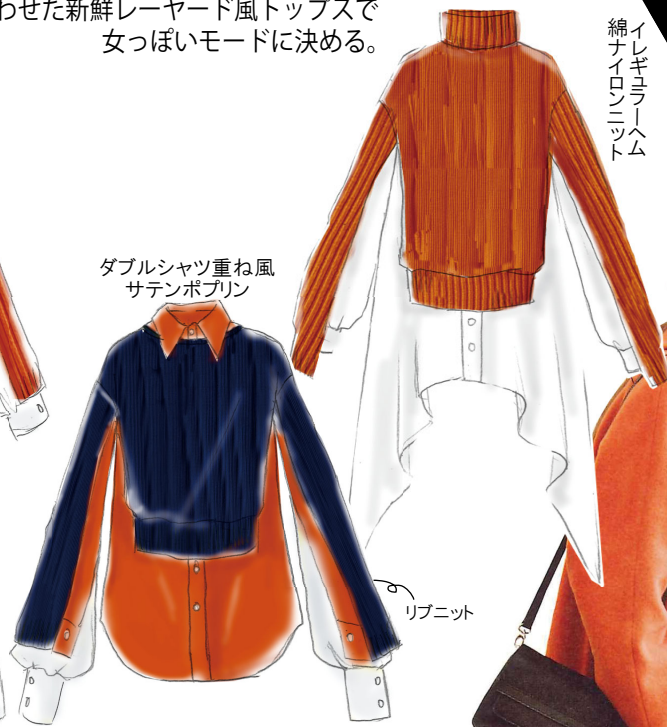 わせた新鮮レーヤード風トップスで
女っぽいモードに決める。
イレギュラーヘム
綿ナイロンニット
ダブルシャツ重ね風
サテンポプリン
リブニット